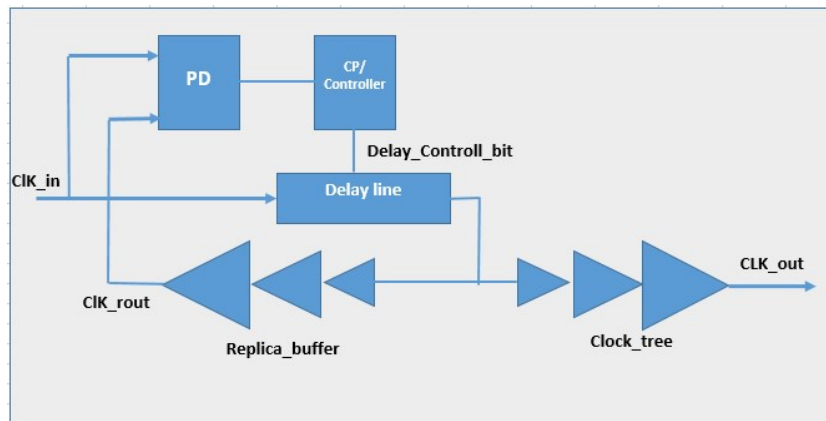 PD
CP/
Controller
Delay_Controll_bit
ClK_in
Delay line
CLK_out
ClK_rout
Replica_buffer
Clock_tree